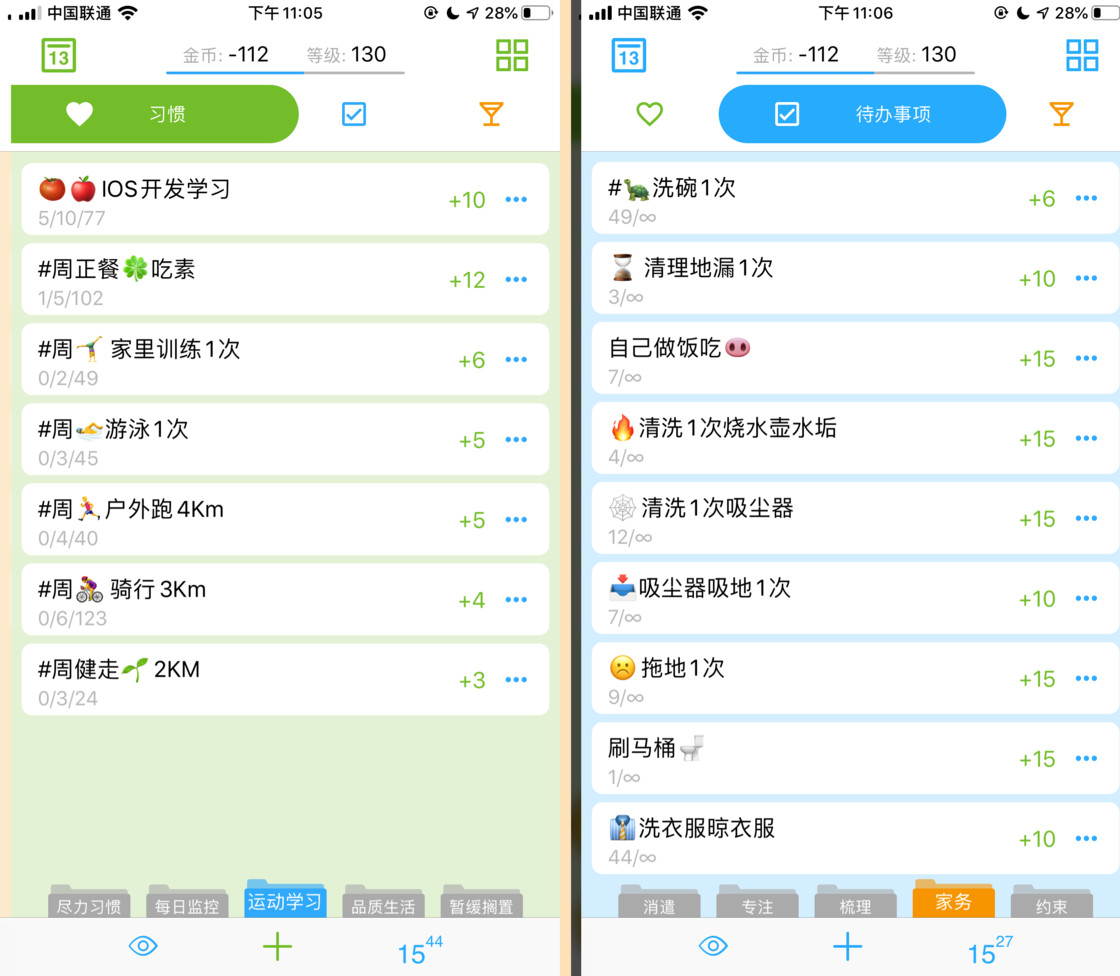 中国联通 下午11:05 28%
13 金币: -112 等级: 130
习惯
IOS开发学习
5/10/77
+10
#周正餐🍀吃素
1/5/102
+12
#周🤸 家里训练1次
0/2/49
+6
#周🏊游泳1次
0/3/45
+5
#周🏃户外跑4Km
0/4/40
+5
#周🚴 骑行3Km
0/6/123
+4
#周健走🌱 2KM
0/3/24
+3
尽力习惯 每日监控 运动学习 品质生活 暂缓搁置
15 44
中国联通 下午11:06 28%
13 金币: -112 等级: 130
待办事项
#🐢洗碗1次
49/∞
+6
⏳ 清理地漏1次
3/∞
+10
自己做饭吃🐽
7/∞
+15
🔥清洗1次烧水壶水垢
4/∞
+15
🕸清洗1次吸尘器
12/∞
+15
📥吸尘器吸地1次
7/∞
+10
☹️拖地1次
9/∞
+15
刷马桶🚽
1/∞
+15
👔洗衣服晾衣服
44/∞
+10
消遣 专注 梳理 家务 约束
15 27